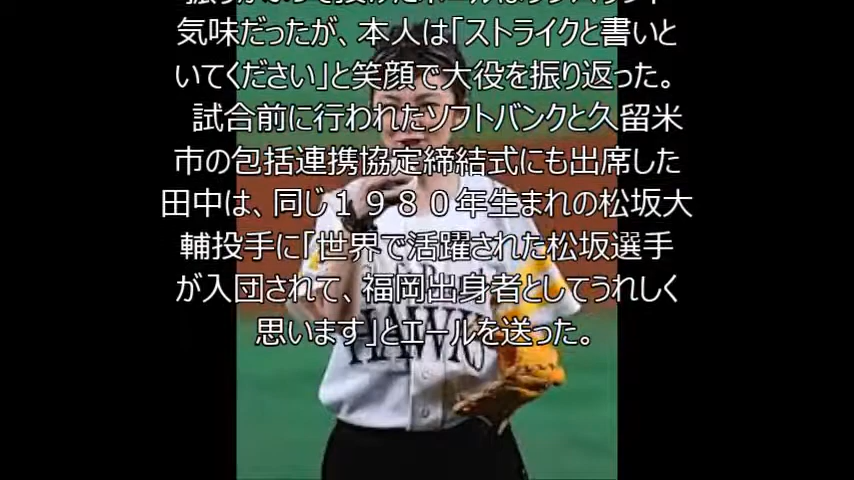 気味だったが、本人は「ストライクと書いと
いてください」と笑顔で大役を振り返った。
試合前に行われたソフトバンクと久留米
市の包括連携協定締結式にも出席した
田中は、同じ１９８０年生まれの松坂大
輔投手に「世界で活躍された松坂選手
が入団されて、福岡出身者としてうれしく
思います」とエールを送った。
HAWKS